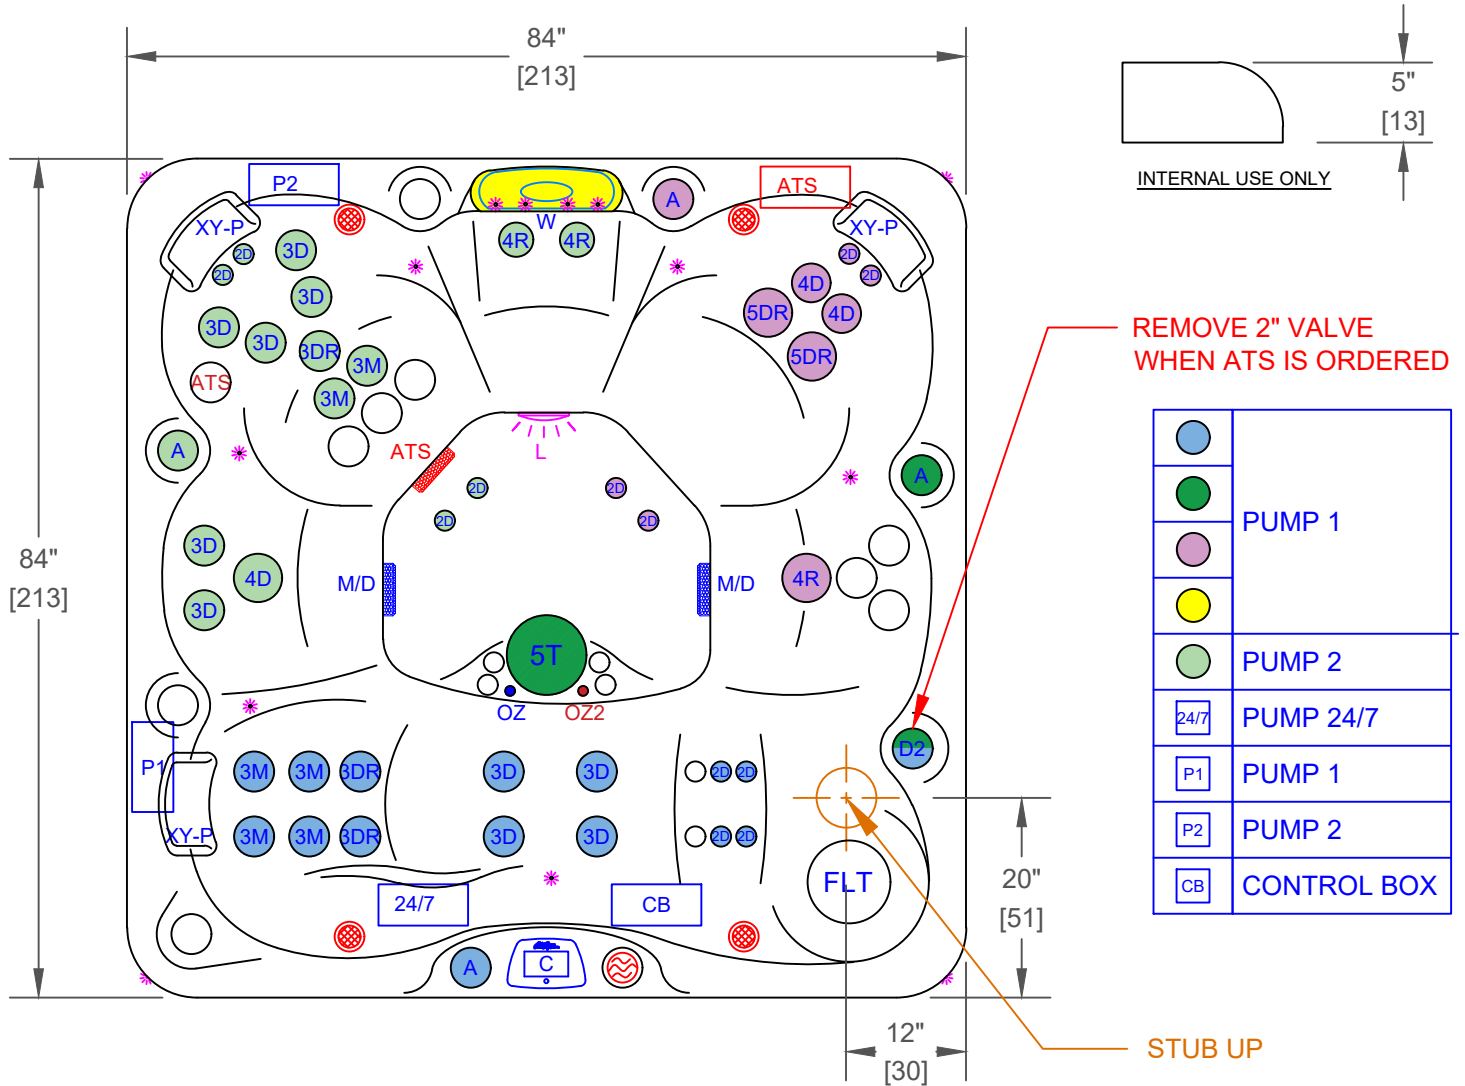 84"
[213]
5"
[13]
INTERNAL USE ONLY
P2
A
ATS
XY-P
W
XY-P
4R
4R
2D
3D
2D
2D
2D
3D
4D
3D
3D
5DR
4D
3DR
3M
5DR
ATS
3M
REMOVE 2" VALVE
WHEN ATS IS ORDERED
A
ATS
L
A
2D
2D
2D
2D
PUMP 1
3D
4D
3D
M/D
M/D
4R
84"
[213]
5T
PUMP 2
OZ
OZ2
24/7
PUMP 24/7
D2
P1
3M
3M
3DR
3D
3D
2D
2D
P1
PUMP 1
XY-P
3M
3M
3DR
3D
3D
2D
2D
P2
PUMP 2
FLT
20"
[51]
CB
CONTROL BOX
24/7
CB
A
C
12"
[30]
STUB UP